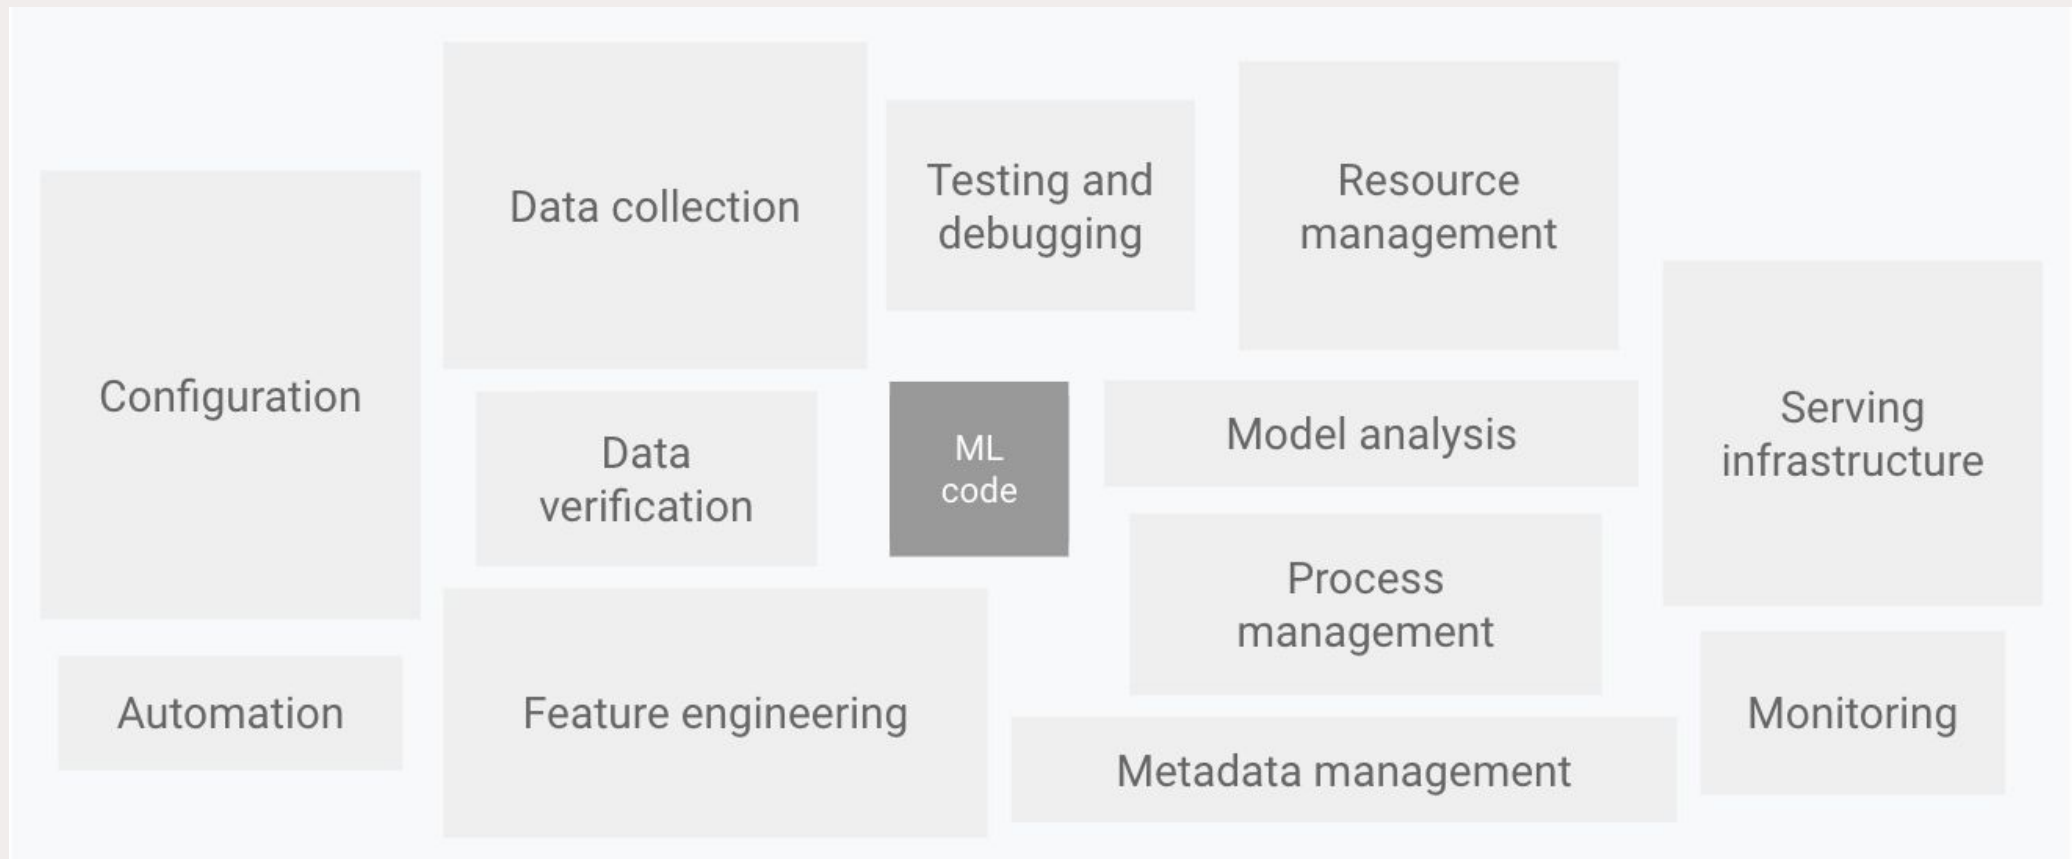 Data collection
Testing and
debugging
Resource
management
Configuration
Data
verification
ML
code
Model analysis
Serving
infrastructure
Process
management
Automation
Feature engineering
Metadata management
Monitoring